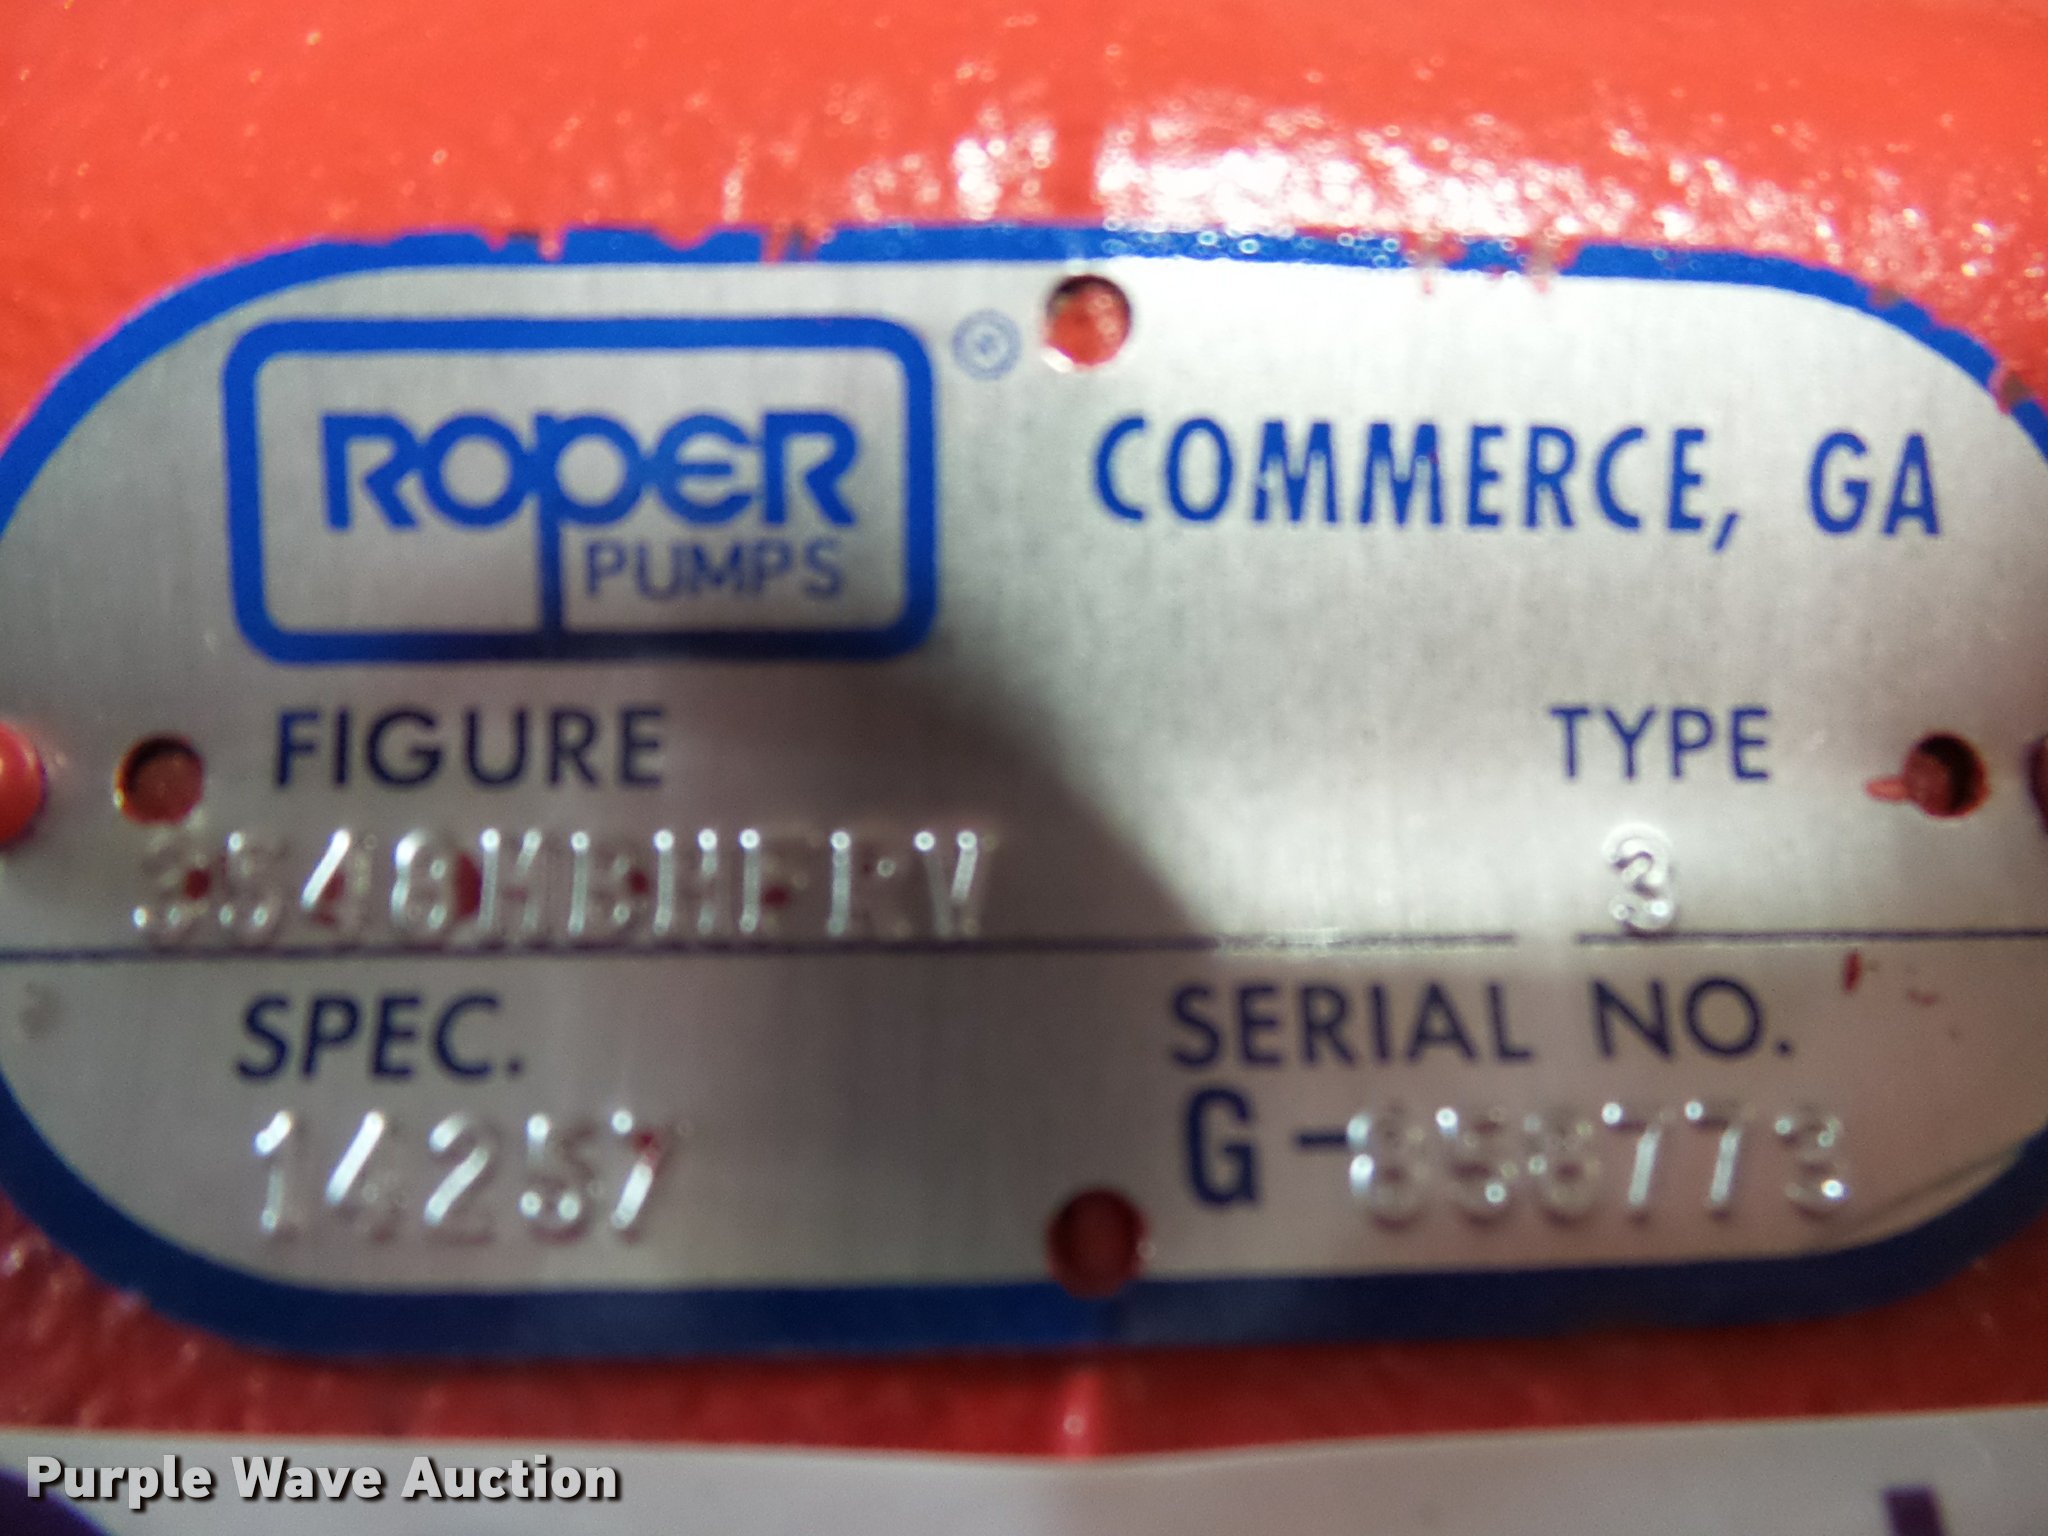 ROPER
PUMPS
®
COMMERCE, GA
FIGURE
TYPE
3
SPEC.
SERIAL NO.
14257
G-
Purple Wave Auction